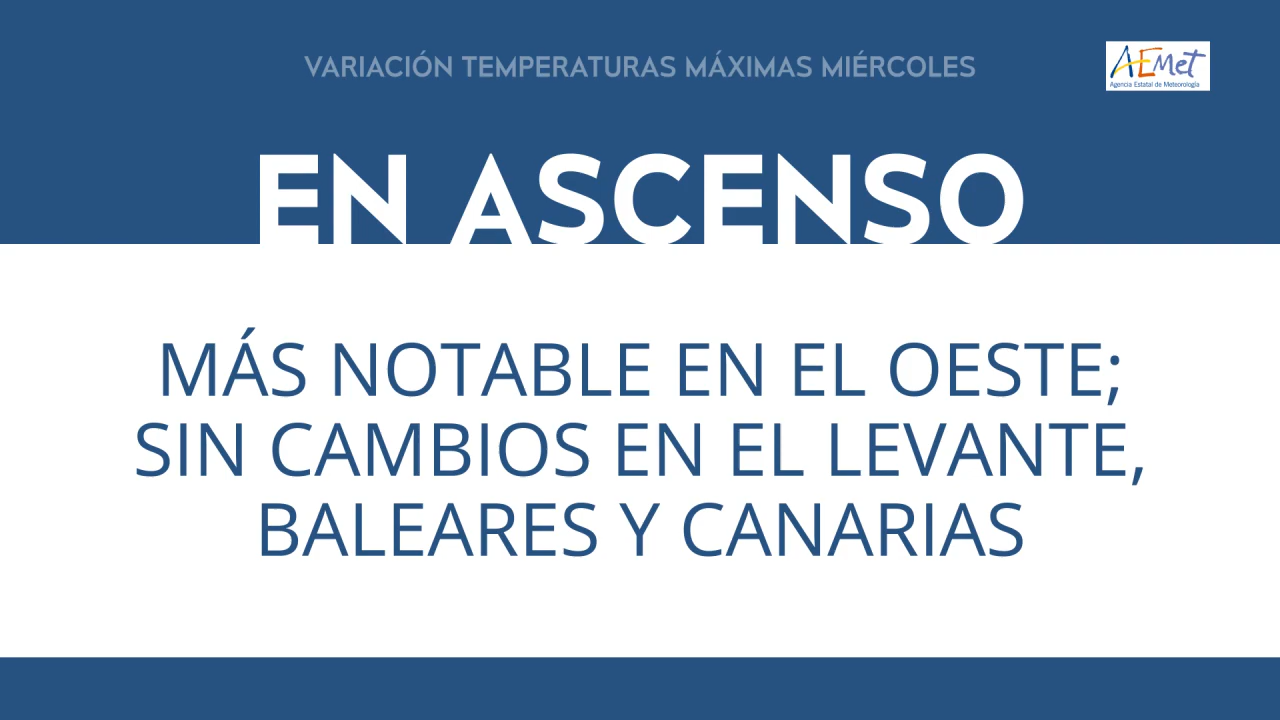 VARIACIÓN TEMPERATURAS MÁXIMAS MIÉRCOLES
AEMet
Agencia Estatal de Meteorología
EN ASCENSO
MÁS NOTABLE EN EL OESTE;
SIN CAMBIOS EN EL LEVANTE,
BALEARES Y CANARIAS